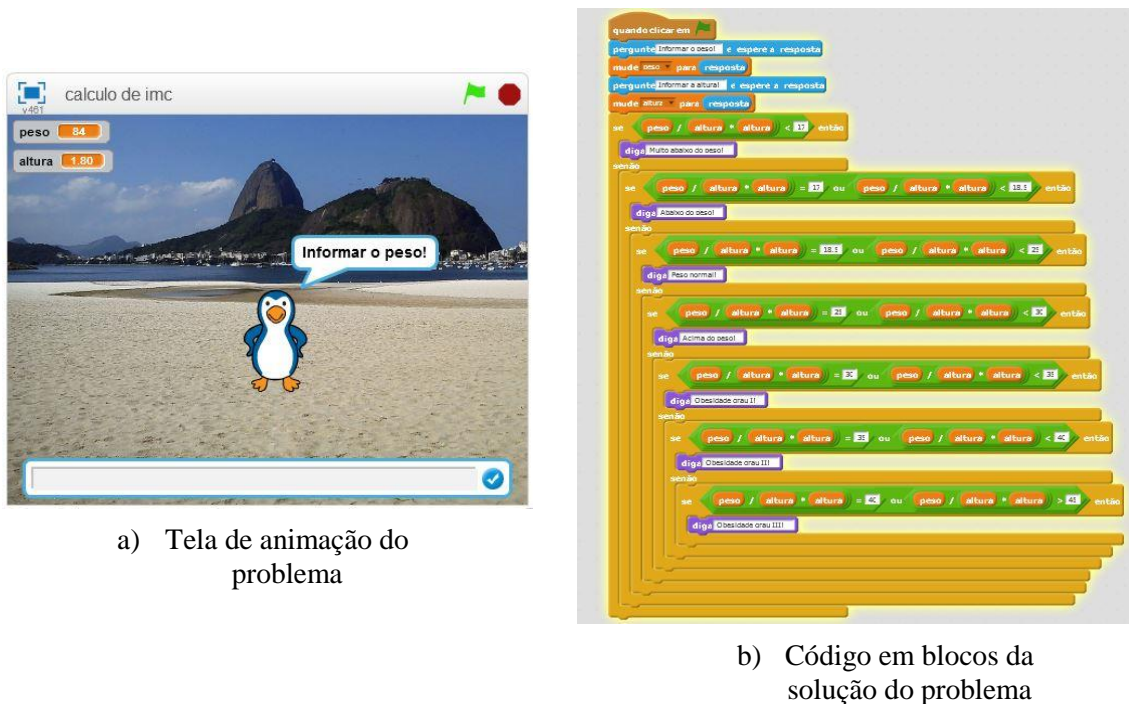 calculo de imc
v461
peso 84
altura 1.80
Informar o peso!
a) Tela de animação do
problema
quando clicar em
pergunte Informar o peso! e espere a resposta
mude peso para resposta
pergunte Informar a altura! e espere a resposta
mude altura para resposta
se peso / altura * altura < 17 então
diga Muito abaixo do peso!
senão
se peso / altura * altura = 17 ou peso / altura * altura < 18.5 então
diga Abaixo do peso!
senão
se peso / altura * altura = 18.5 ou peso / altura * altura < 25 então
diga Peso normal!
senão
se peso / altura * altura = 25 ou peso / altura * altura < 30 então
diga Acima do peso!
senão
se peso / altura * altura = 30 ou peso / altura * altura < 35 então
diga Obesidade grau I!
senão
se peso / altura * altura = 35 ou peso / altura * altura < 40 então
diga Obesidade grau II!
senão
se peso / altura * altura = 40 ou peso / altura * altura > então
diga Obesidade grau III!
b) Código em blocos da
solução do problema